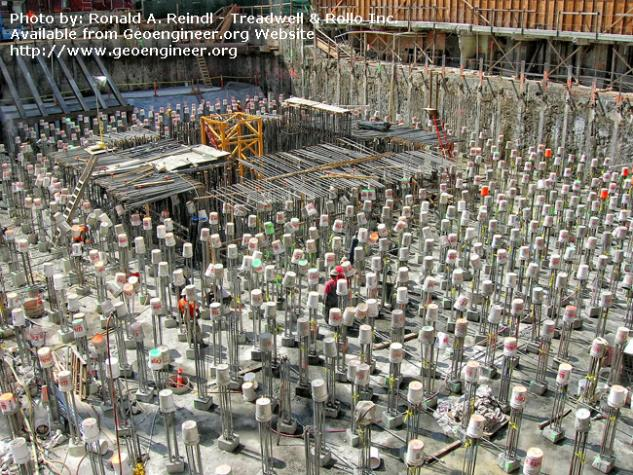 Photo by: Ronald A. Reindl , Treadwell & Rollo Inc.
Available from Geoengineer.org Website
http://www.geoengineer.org